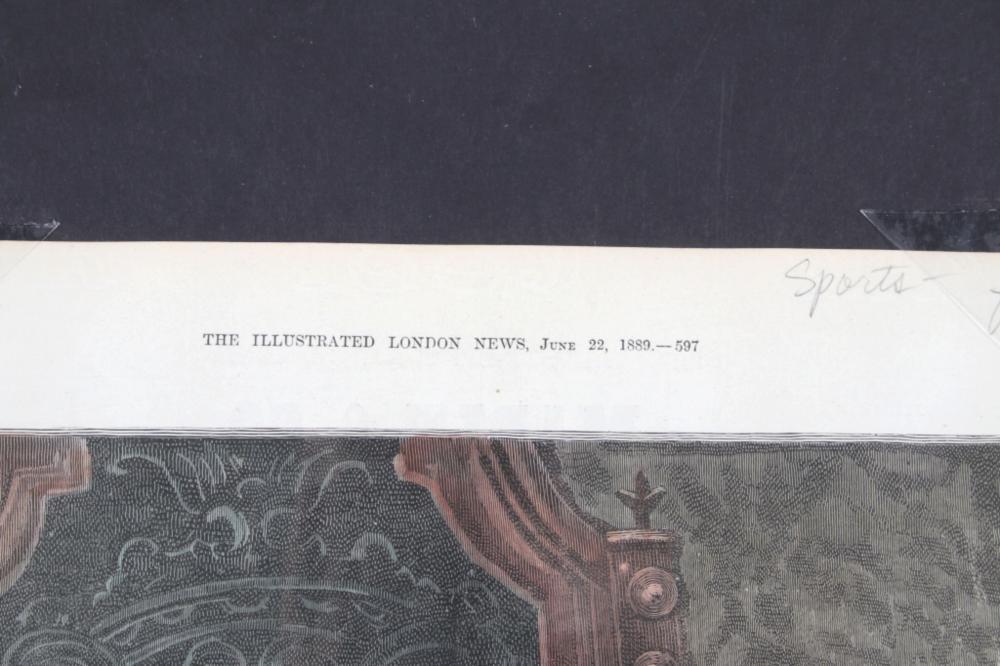 Sports-
THE ILLUSTRATED LONDON NEWS, JUNE 22, 1889.—597